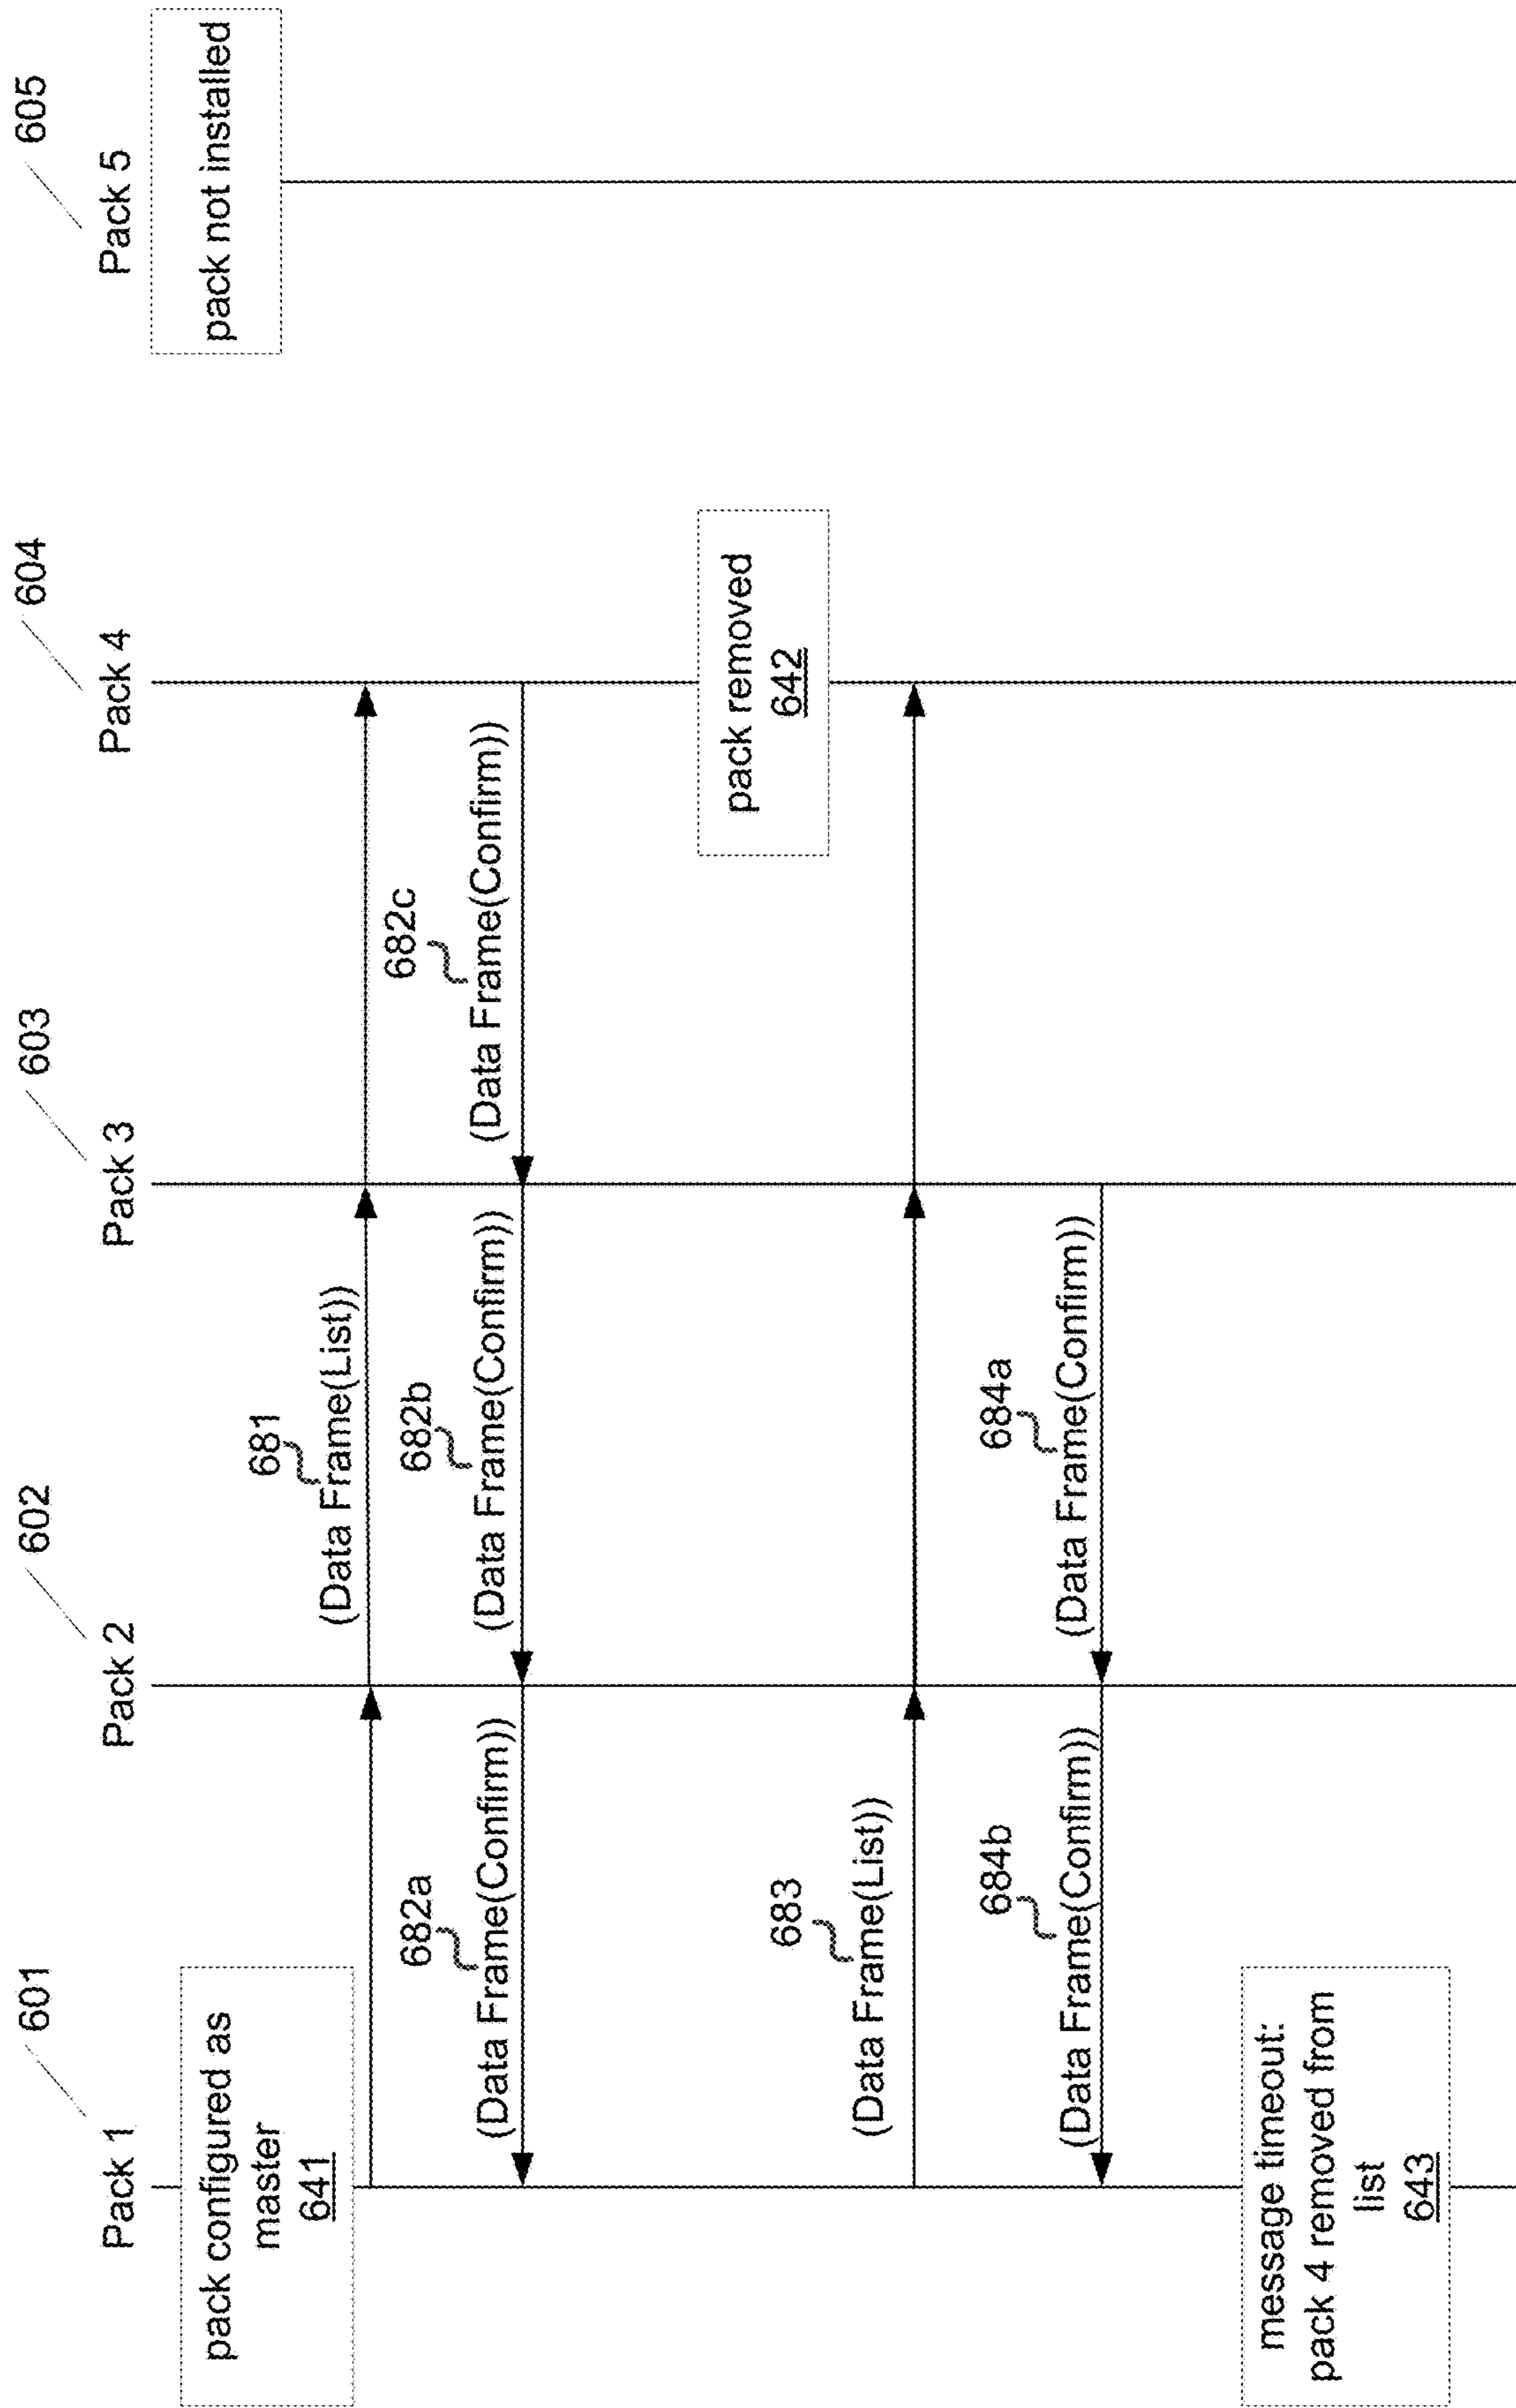 601
602
603
604
605
Pack 1
Pack 2
Pack 3
Pack 4
Pack 5
pack configured as
master
641
pack not installed
681
(Data Frame(List))
682a
(Data Frame(Confirm))
682b
(Data Frame(Confirm))
682c
(Data Frame(Confirm))
pack removed
642
683
(Data Frame(List))
684b
(Data Frame(Confirm))
684a
(Data Frame(Confirm))
message timeout:
pack 4 removed from
list
643